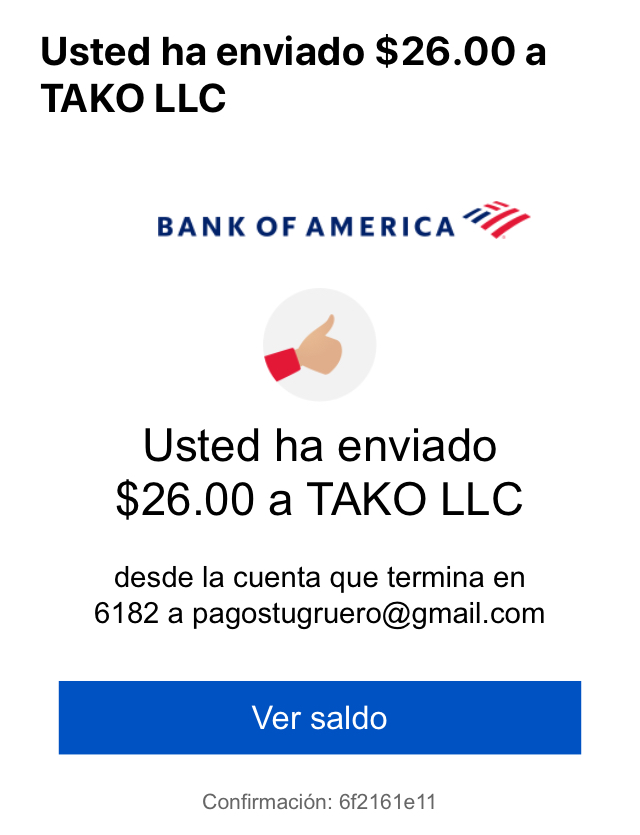 Usted ha enviado $26.00 a
TAKO LLC
BANK OF AMERICA
Usted ha enviado
$26.00 a TAKO LLC
desde la cuenta que termina en
6182 a pagostugruero@gmail.com
Ver saldo
Confirmación: 6f2161e11